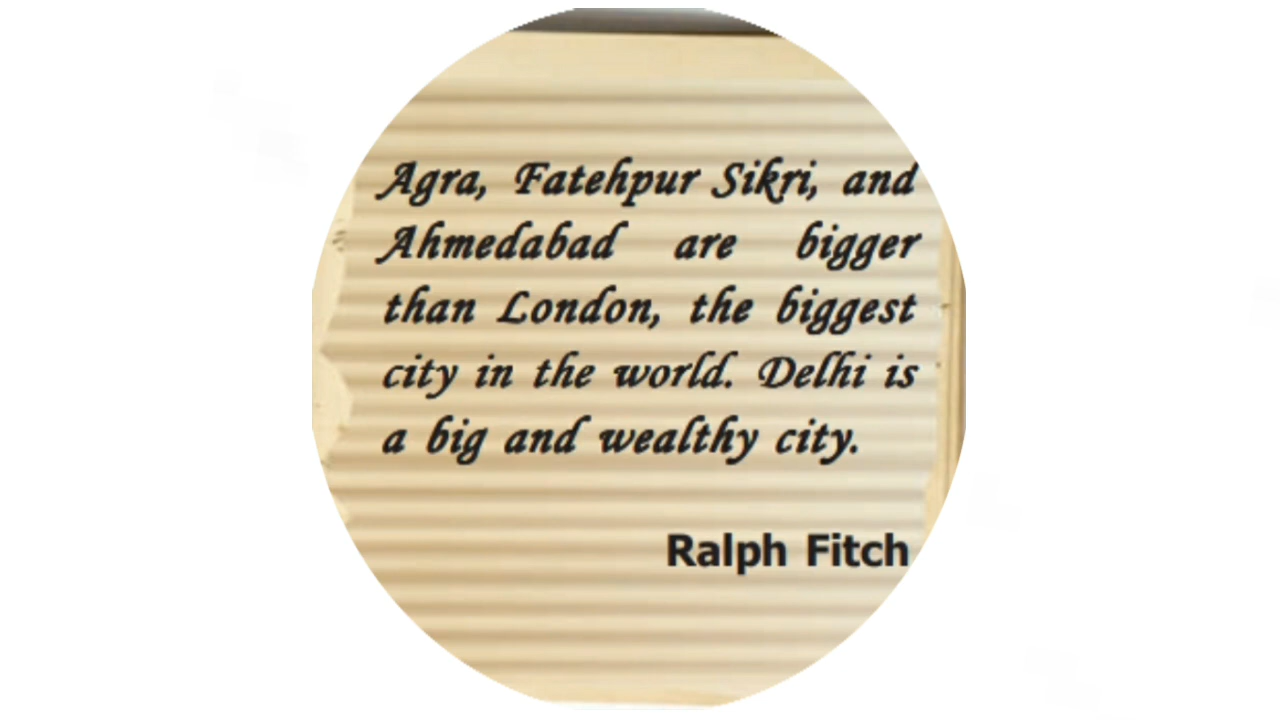 Agra, Fatehpur Sikri, and
Ahmedabad are bigger
than London, the biggest
city in the world. Delhi is
a big and wealthy city.
Ralph Fitch